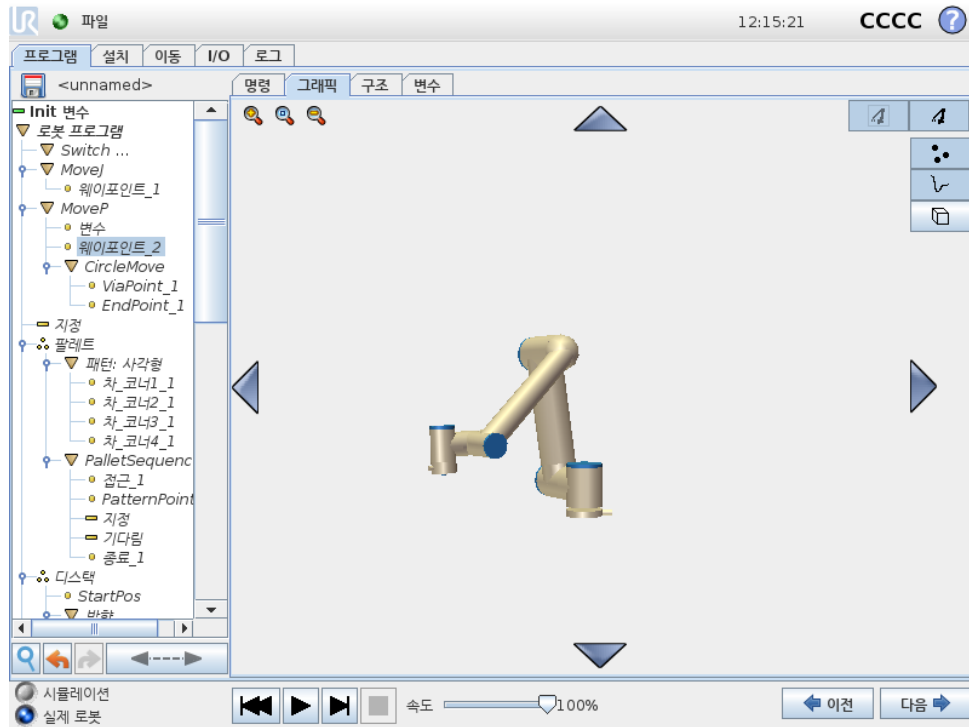 UR 파일 12:15:21 CCCC ?
프로그램 설치 이동 I/O 로그
<unnamed> 명령 그래픽 구조 변수
Init 변수
로봇 프로그램
Switch ...
MoveJ
웨이포인트_1
MoveP
변수
웨이포인트_2
CircleMove
ViaPoint_1
EndPoint_1
지정
팔레트
패턴: 사각형
차_코너1_1
차_코너2_1
차_코너3_1
차_코너4_1
PalletSequenc
접근_1
PatternPoint
지정
기다림
종료_1
디스택
StartPos
방향
시뮬레이션
실제 로봇
속도 100% 이전 다음